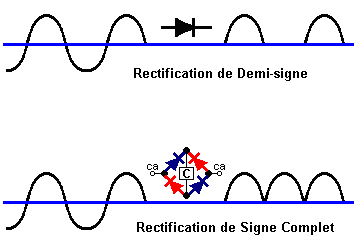 Rectification de Demi-signe
ca C ca
Rectification de Signe Complet